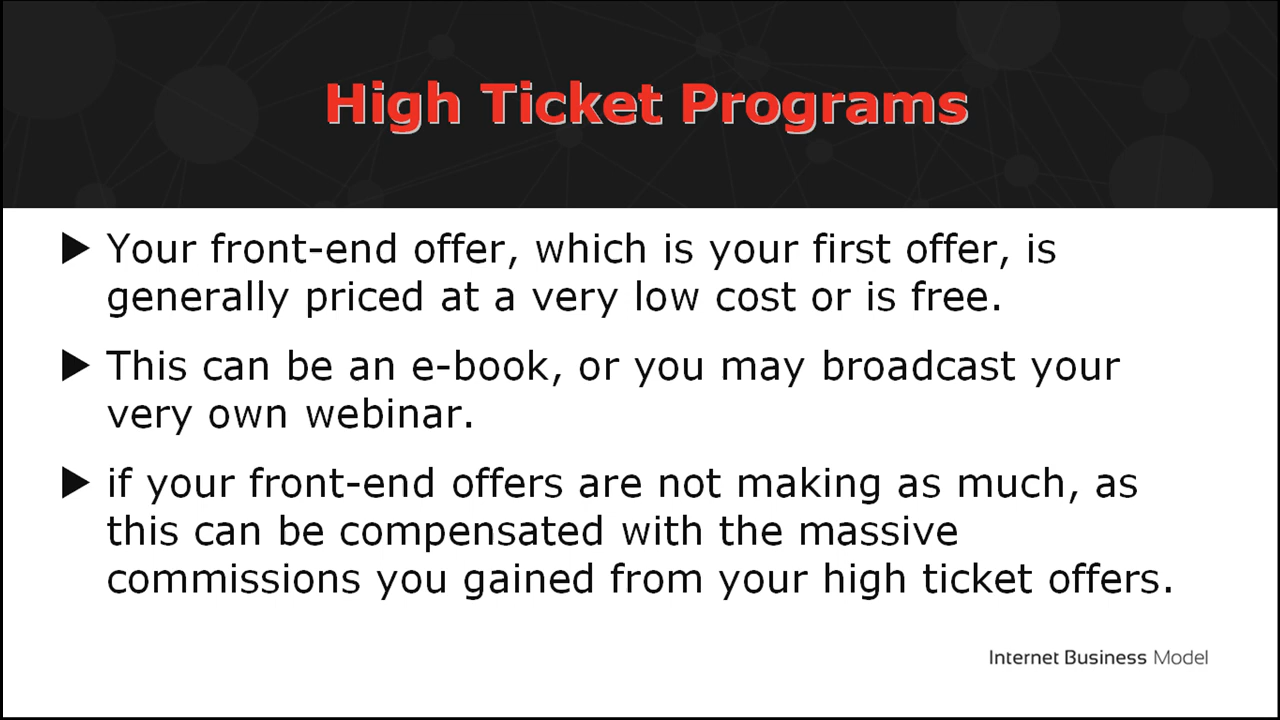 High Ticket Programs
Your front-end offer, which is your first offer, is
generally priced at a very low cost or is free.
This can be an e-book, or you may broadcast your
very own webinar.
if your front-end offers are not making as much, as
this can be compensated with the massive
commissions you gained from your high ticket offers.
Internet Business Model